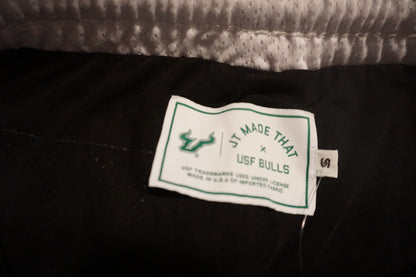 JT MADE THAT
X
USF BULLS
USF TRADEMARKS USED UNDER LICENSE
MADE IN U.S.A OF IMPORTED FABRIC
S